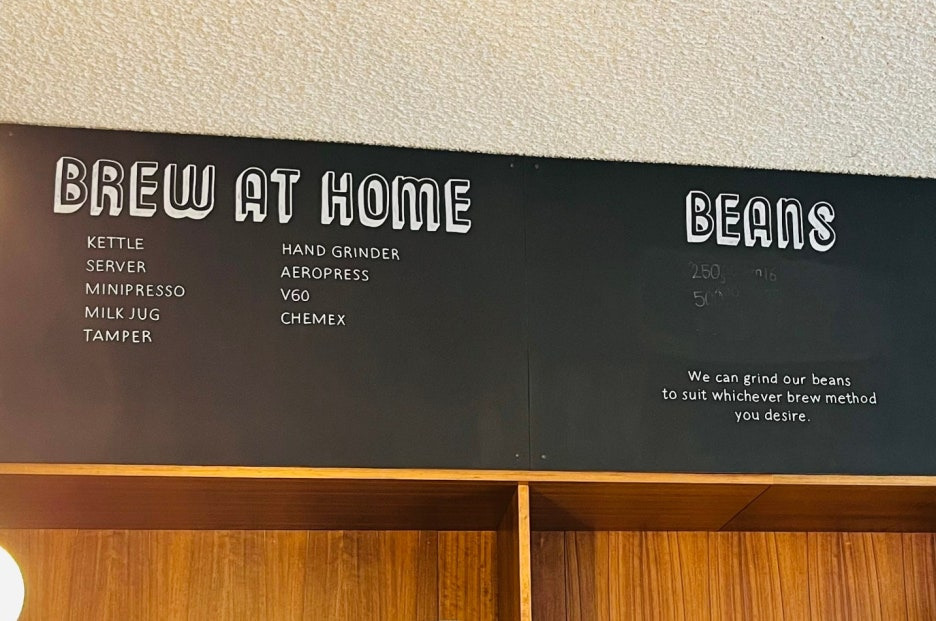 BREW AT HOME
KETTLE
SERVER
MINIPRESSO
MILK JUG
TAMPER
HAND GRINDER
AEROPRESS
V60
CHEMEX
BEANS
We can grind our beans
to suit whichever brew method
you desire.